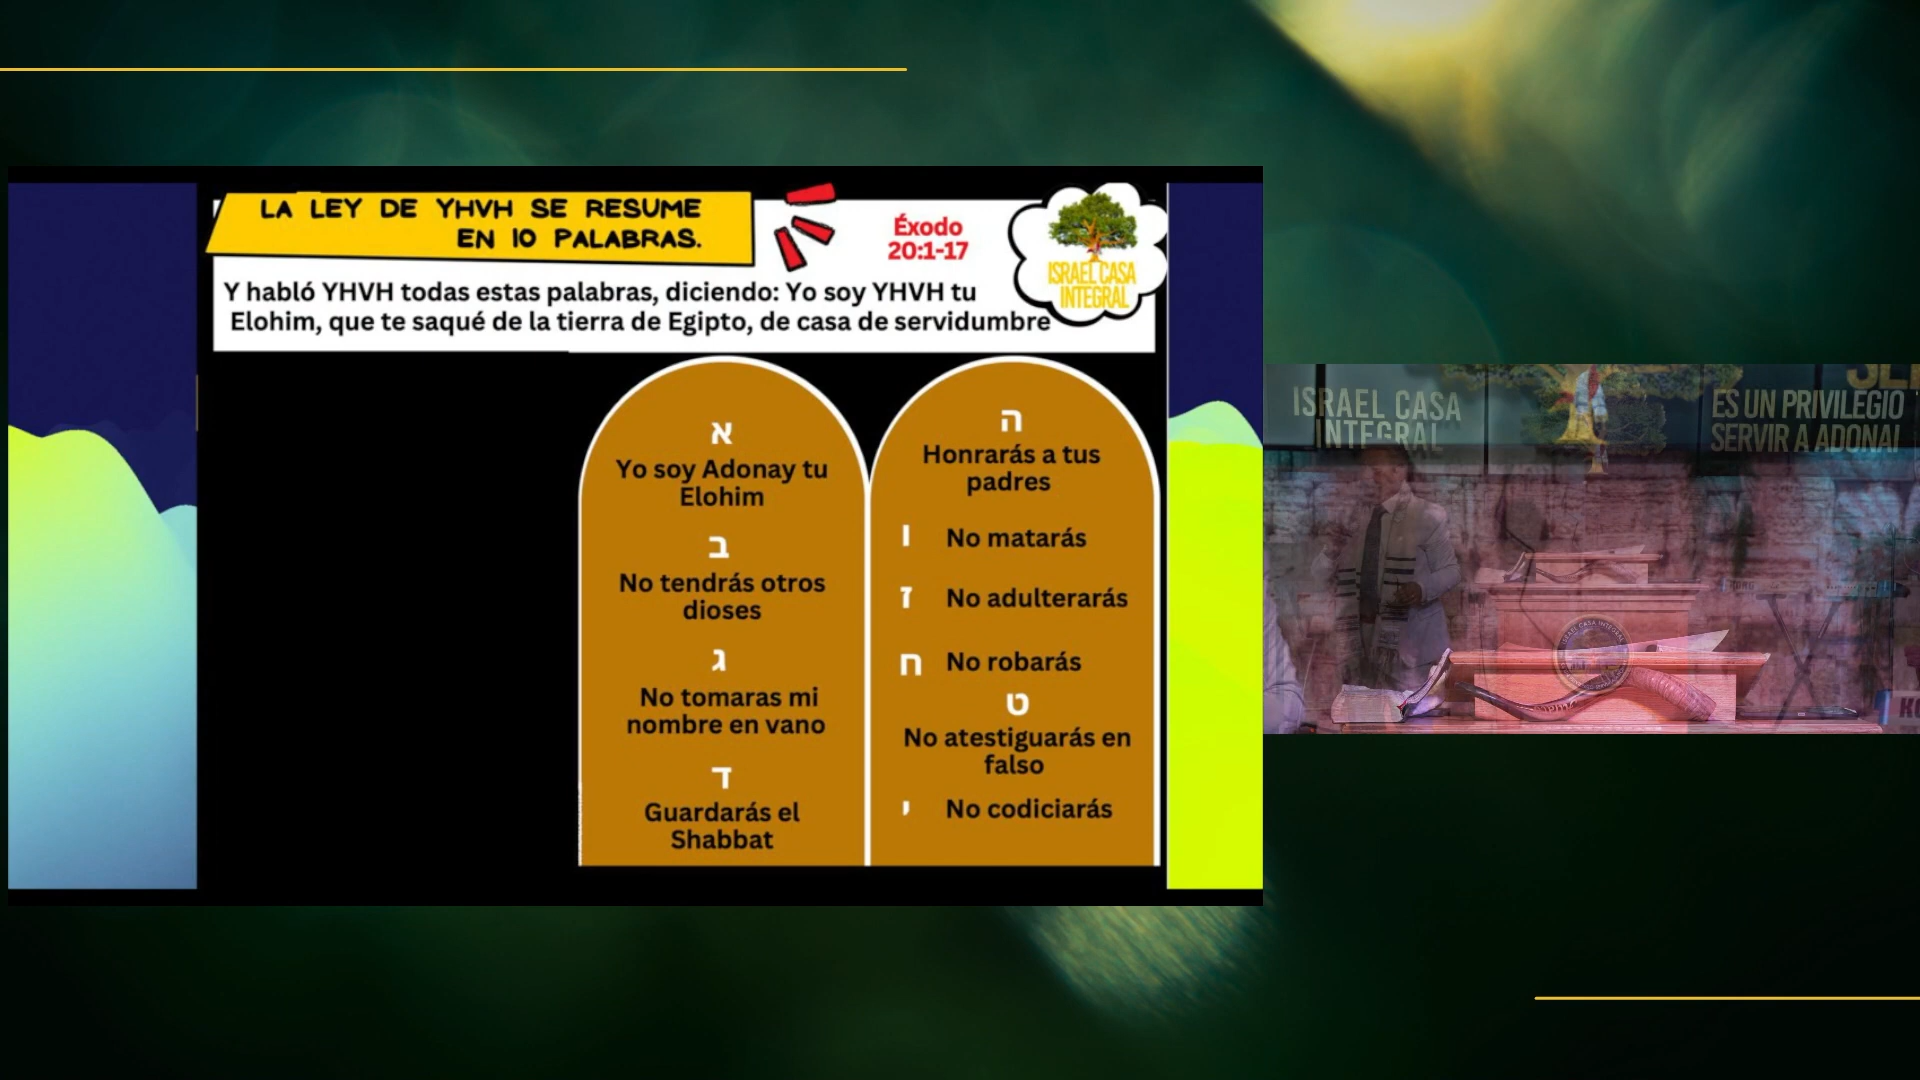 LA LEY DE YHVH SE RESUME
EN 10 PALABRAS.
Éxodo
20:1-17
ISRAEL CASA
INTEGRAL
Y habló YHVH todas estas palabras, diciendo: Yo soy YHVH tu
Elohim, que te saqué de la tierra de Egipto, de casa de servidumbre
א
Yo soy Adonay tu
Elohim
ב
No tendrás otros
dioses
ג
No tomaras mi
nombre en vano
ד
Guardarás el
Shabbat
ה
Honrarás a tus
padres
ו No matarás
ז No adulterarás
ח No robarás
ט
No atestiguarás en
falso
י No codiciarás
ISRAEL CASA
INTEGRAL
ES UN PRIVILEGIO
SERVIR A ADONAI